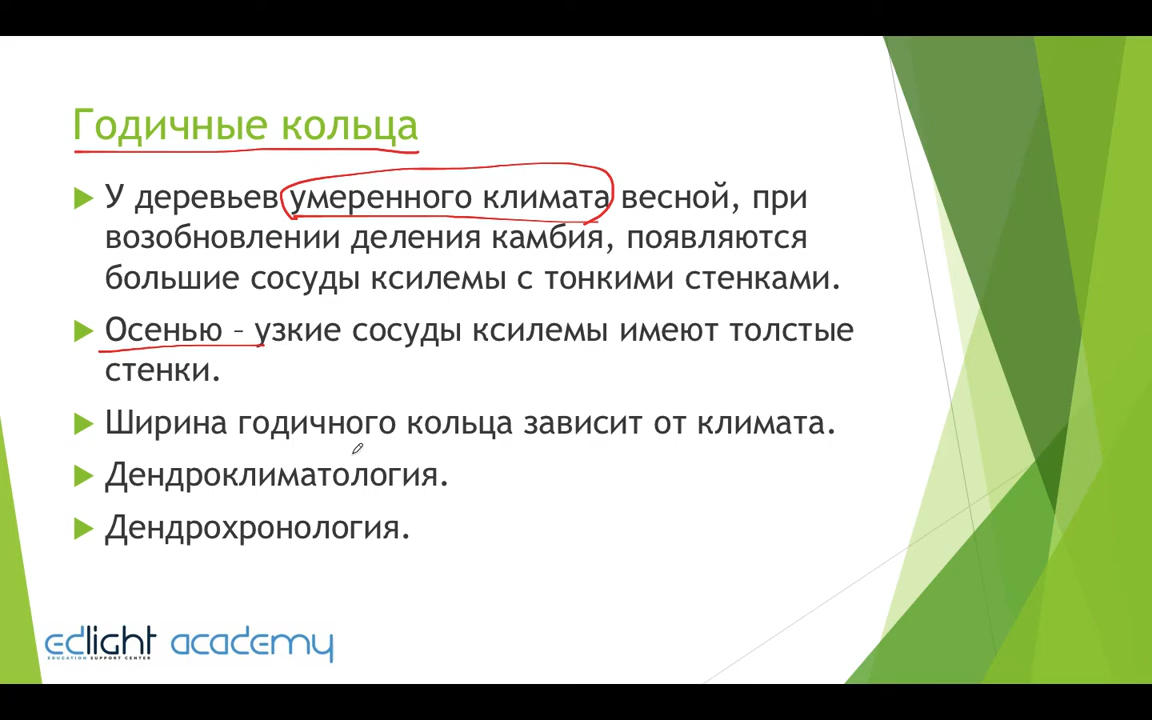 Годичные кольца
У деревьев умеренного климата весной, при
возобновлении деления камбия, появляются
большие сосуды ксилемы с тонкими стенками.
Осенью – узкие сосуды ксилемы имеют толстые
стенки.
Ширина годичного кольца зависит от климата.
Дендроклиматология.
Дендрохронология.
edlight academy
EDUCATION SUPPORT CENTER